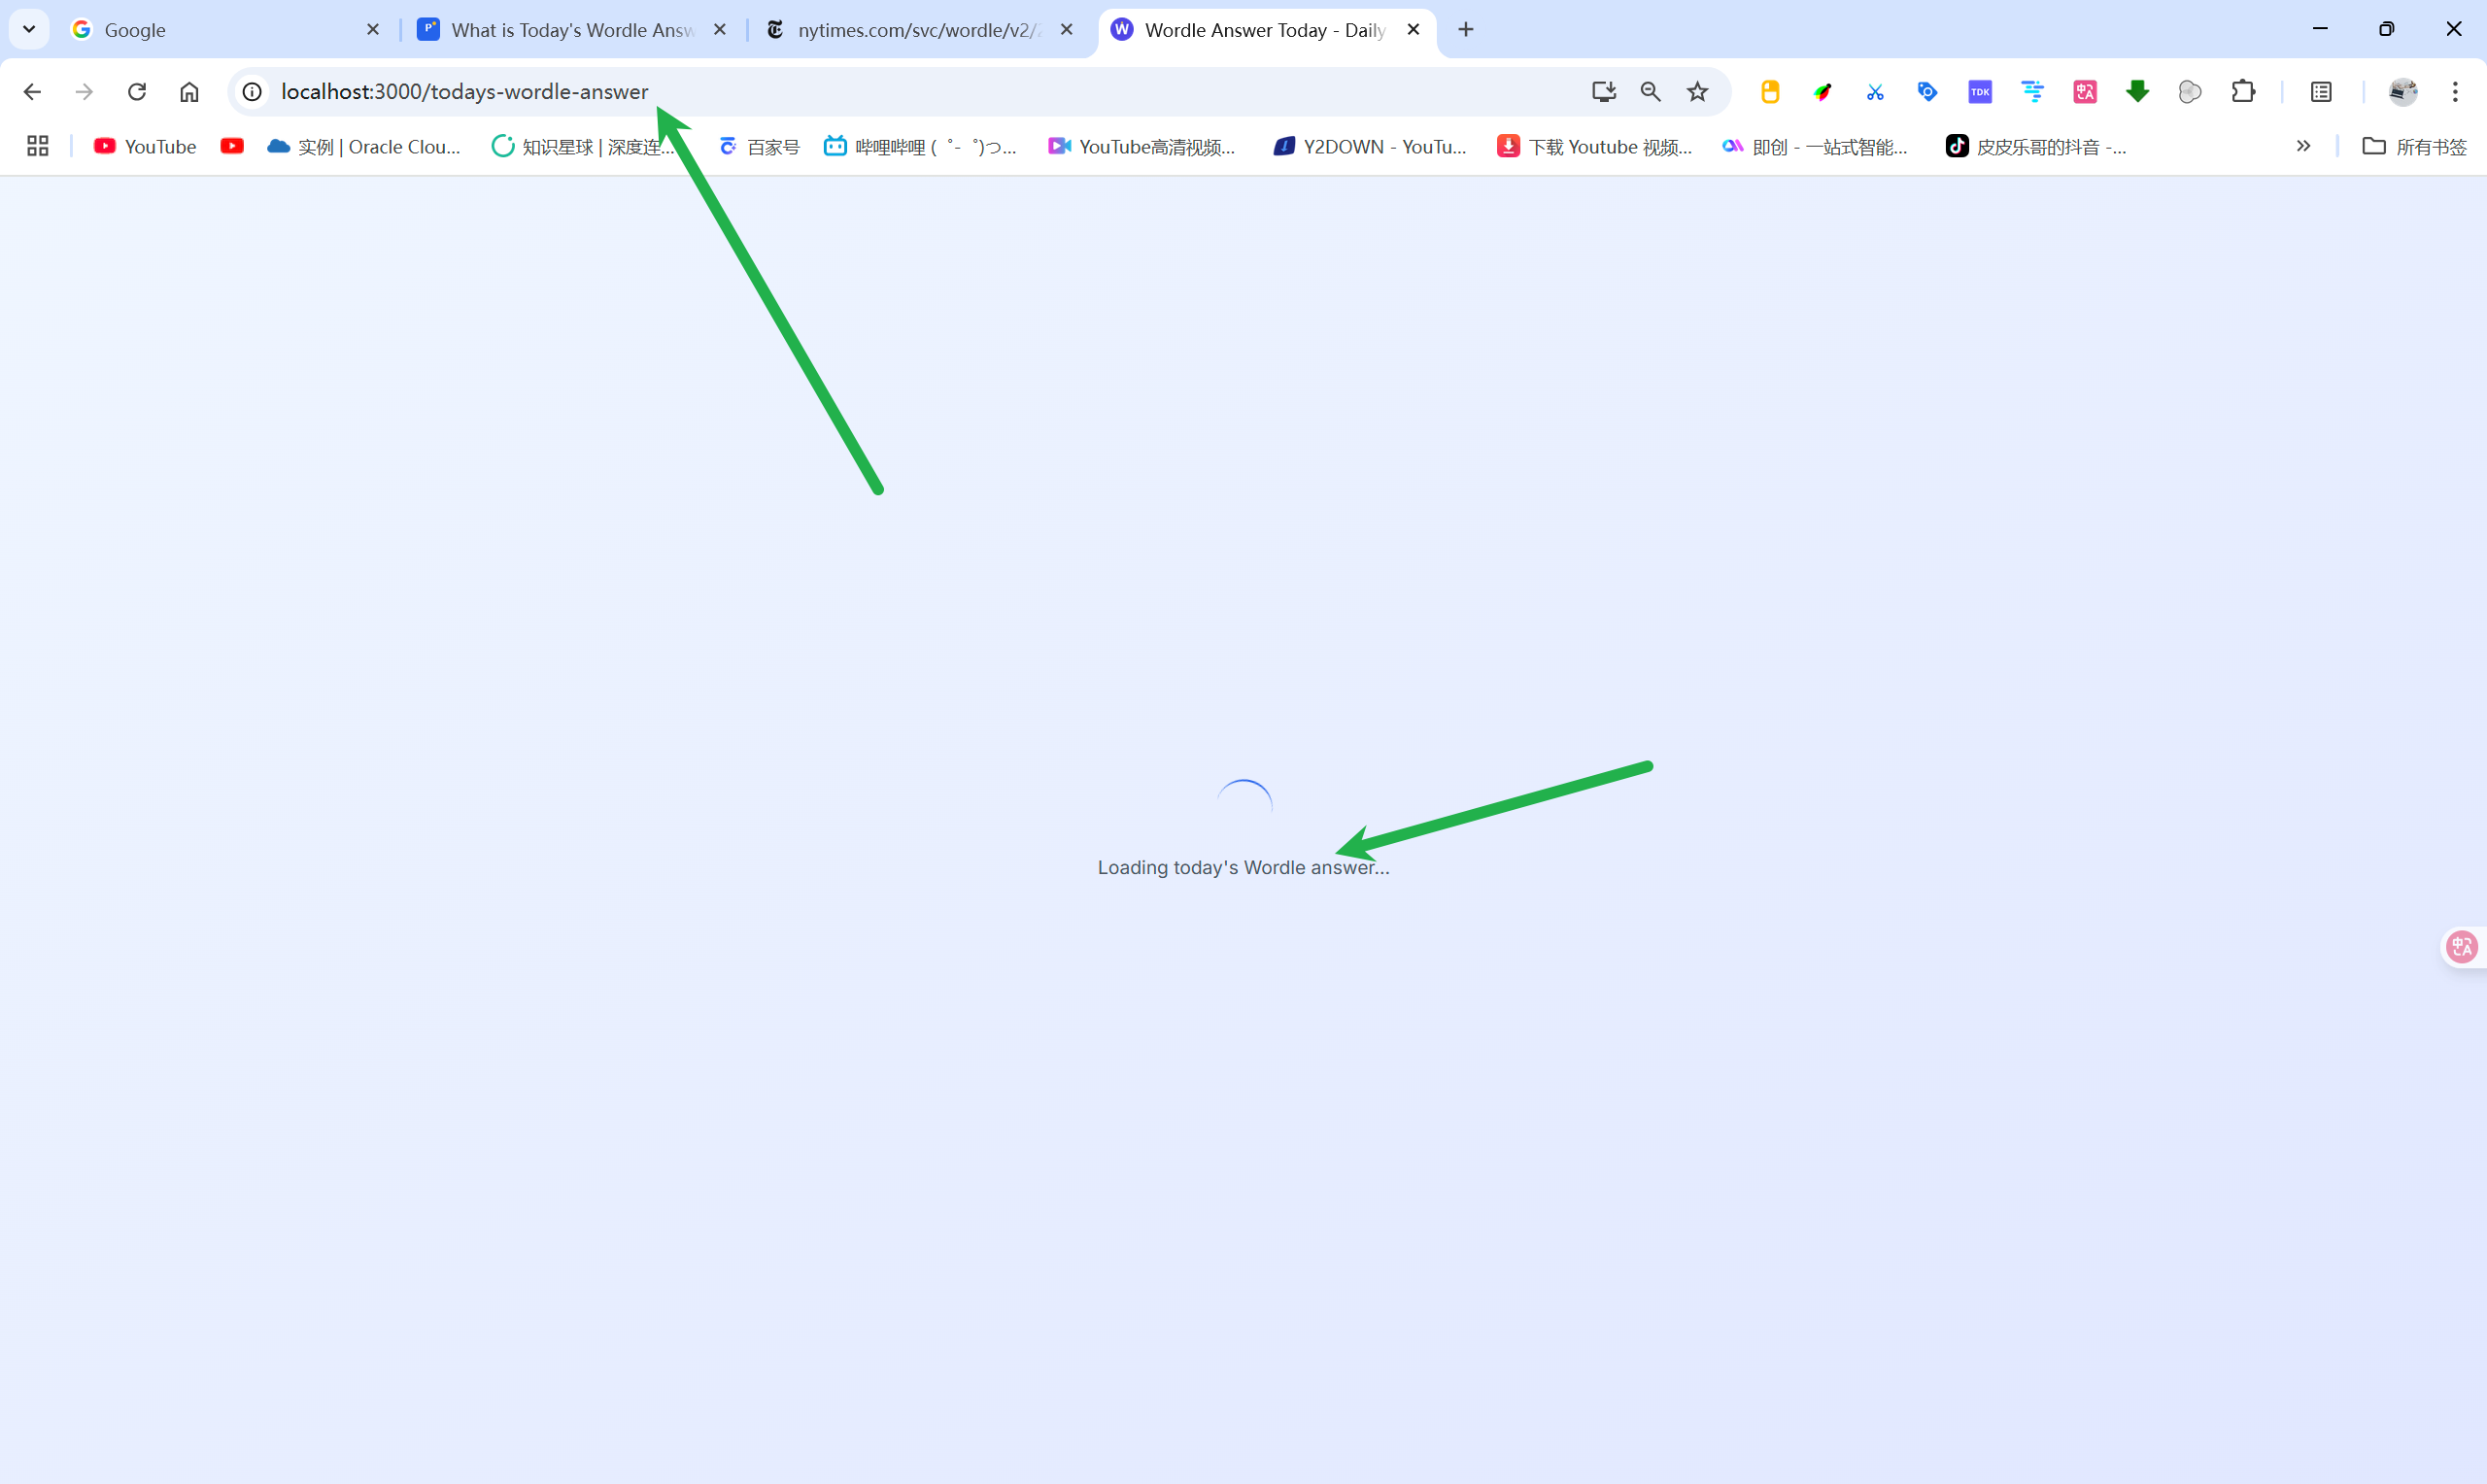 Google
What is Today's Wordle Answ
nytimes.com/svc/wordle/v2/2
Wordle Answer Today - Daily
localhost:3000/todays-wordle-answer
TDK
YouTube
实例 | Oracle Clou...
知识星球 | 深度连...
百家号
哔哩哔哩 ( ゜- ゜)つ...
YouTube高清视频...
Y2DOWN - YouTu...
下载 Youtube 视频...
即创 - 一站式智能...
皮皮乐哥的抖音 -...
所有书签
Loading today's Wordle answer...